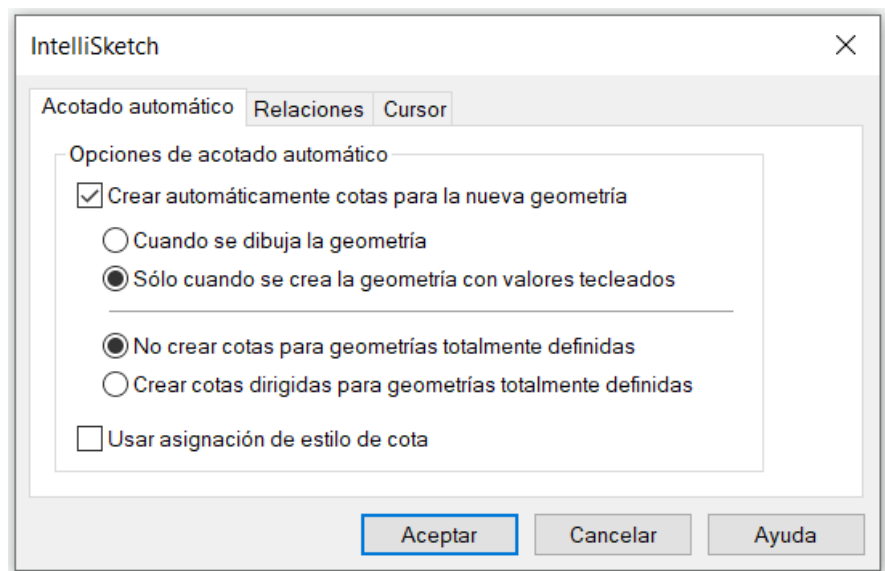 IntelliSketch
Acotado automático Relaciones Cursor
Opciones de acotado automático
Crear automáticamente cotas para la nueva geometría
Cuando se dibuja la geometría
Sólo cuando se crea la geometría con valores tecleados
No crear cotas para geometrías totalmente definidas
Crear cotas dirigidas para geometrías totalmente definidas
Usar asignación de estilo de cota
Aceptar Cancelar Ayuda